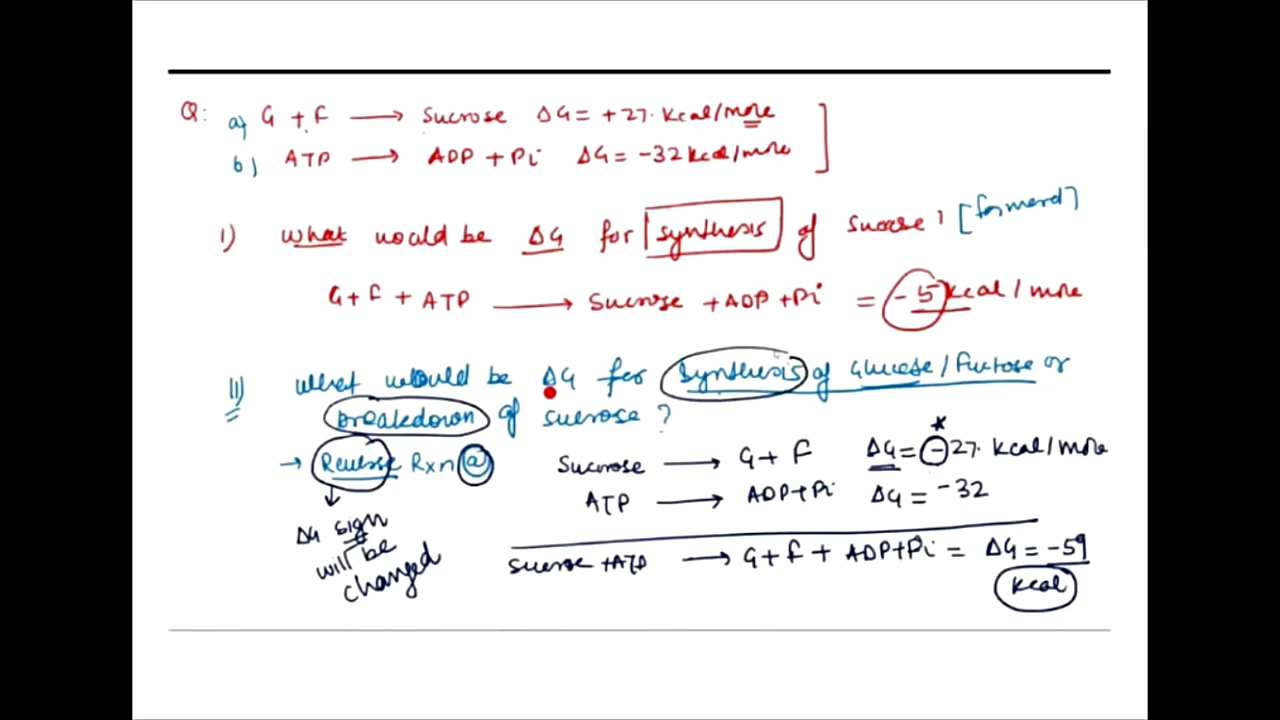 Q: a) G + F → Sucrose ΔG = +27. Kcal/mole
b) ATP → ADP + Pi ΔG = -32 kcal/mole
1) What would be ΔG for synthesis of sucrose? [forward]
G + F + ATP → Sucrose + ADP + Pi = -5 kcal / mole
11) What would be ΔG for synthesis of Glucose / fructose or
breakdown of sucrose ?
→ Reverse Rxn a
Sucrose → G + F ΔG = -27. Kcal/mole
*
ATP → ADP + Pi ΔG = -32
ΔG sign
will be
changed
Sucrose + ATP → G + F + ADP + Pi = ΔG = -59
Kcal